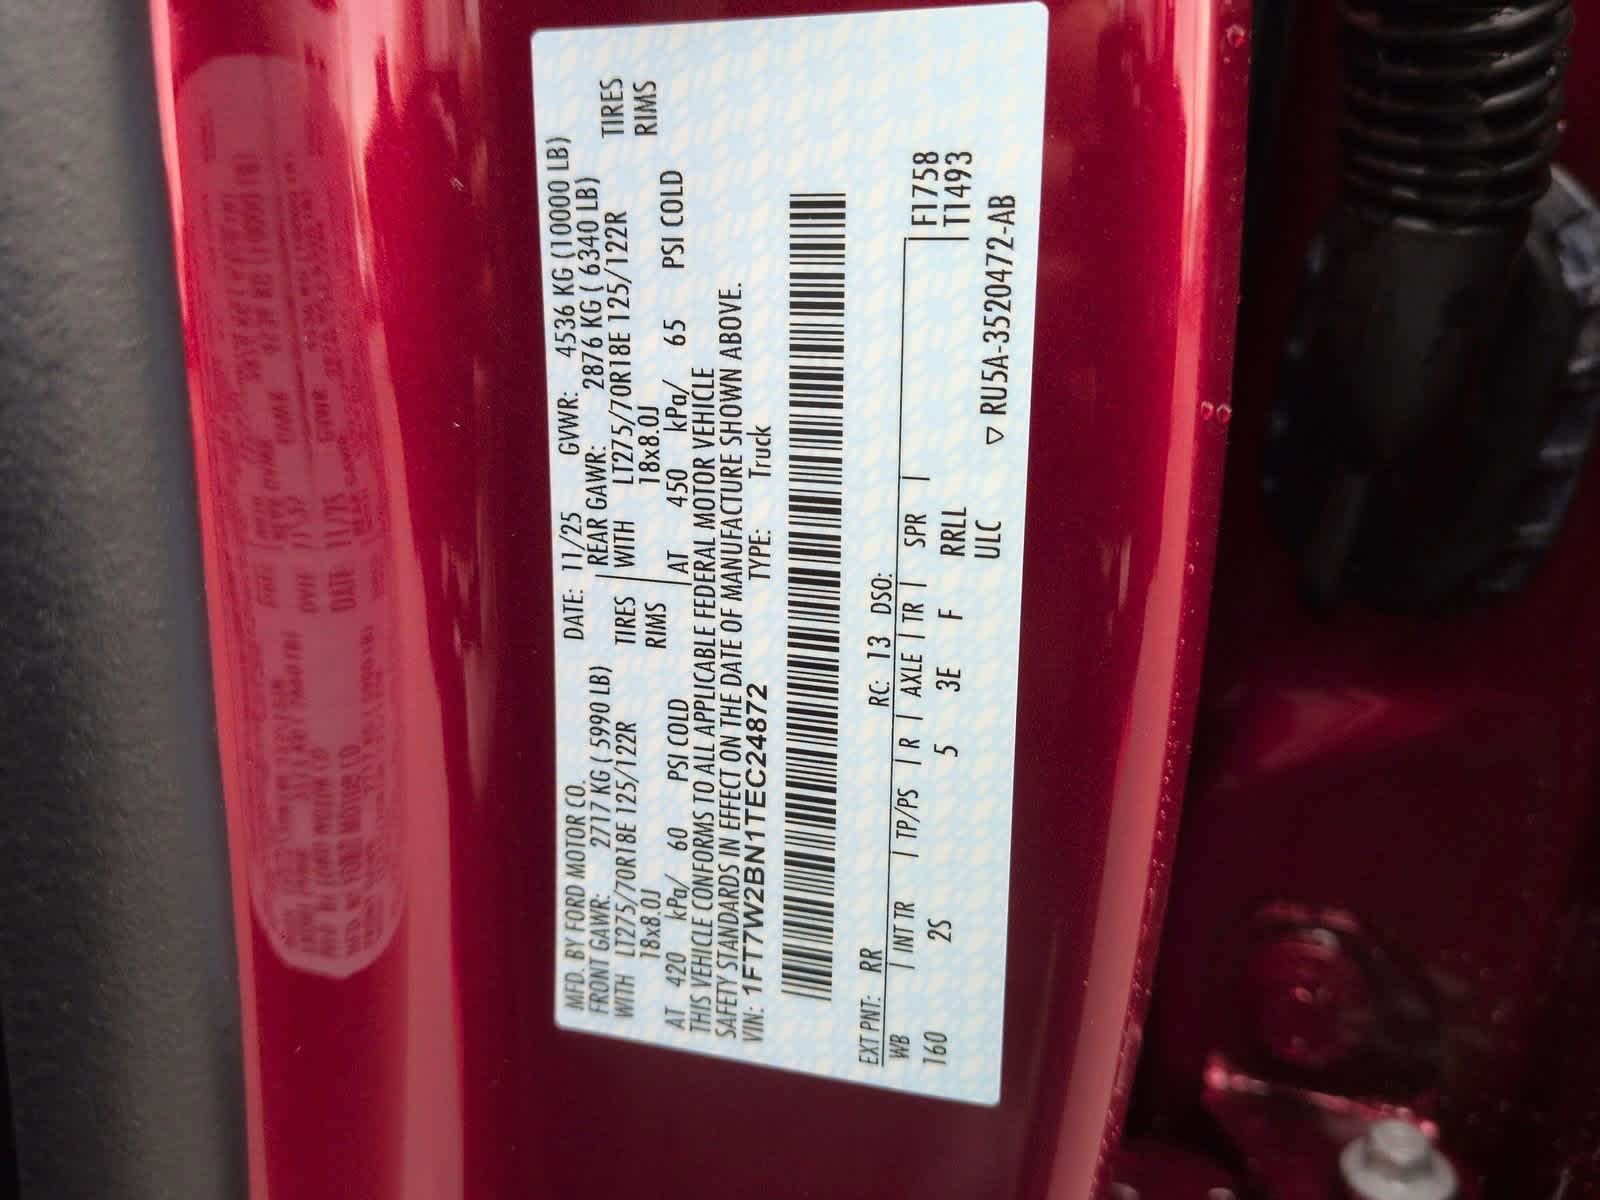 MFD. BY FORD MOTOR CO.
DATE: 11/25 GVWR: 4536 KG (10000 LB)
FRONT GAWR: 2717 KG ( 5990 LB) REAR GAWR: 2876 KG ( 6340 LB)
WITH LT275/70R18E 125/122R TIRES WITH LT275/70R18E 125/122R TIRES
18x8.0J RIMS 18x8.0J RIMS
AT 420 kPa/ 60 PSI COLD AT 450 kPa/ 65 PSI COLD
THIS VEHICLE CONFORMS TO ALL APPLICABLE FEDERAL MOTOR VEHICLE
SAFETY STANDARDS IN EFFECT ON THE DATE OF MANUFACTURE SHOWN ABOVE.
VIN: 1FT7W2BN1TEC24872 TYPE: Truck
EXT PNT: RR RC: 13 DSO:
WB | INT TR | TP/PS | R | AXLE | TR | SPR | F1758
160 2S 5 3E F RRLL T1493
ULC
▽ RU5A-3520472-AB